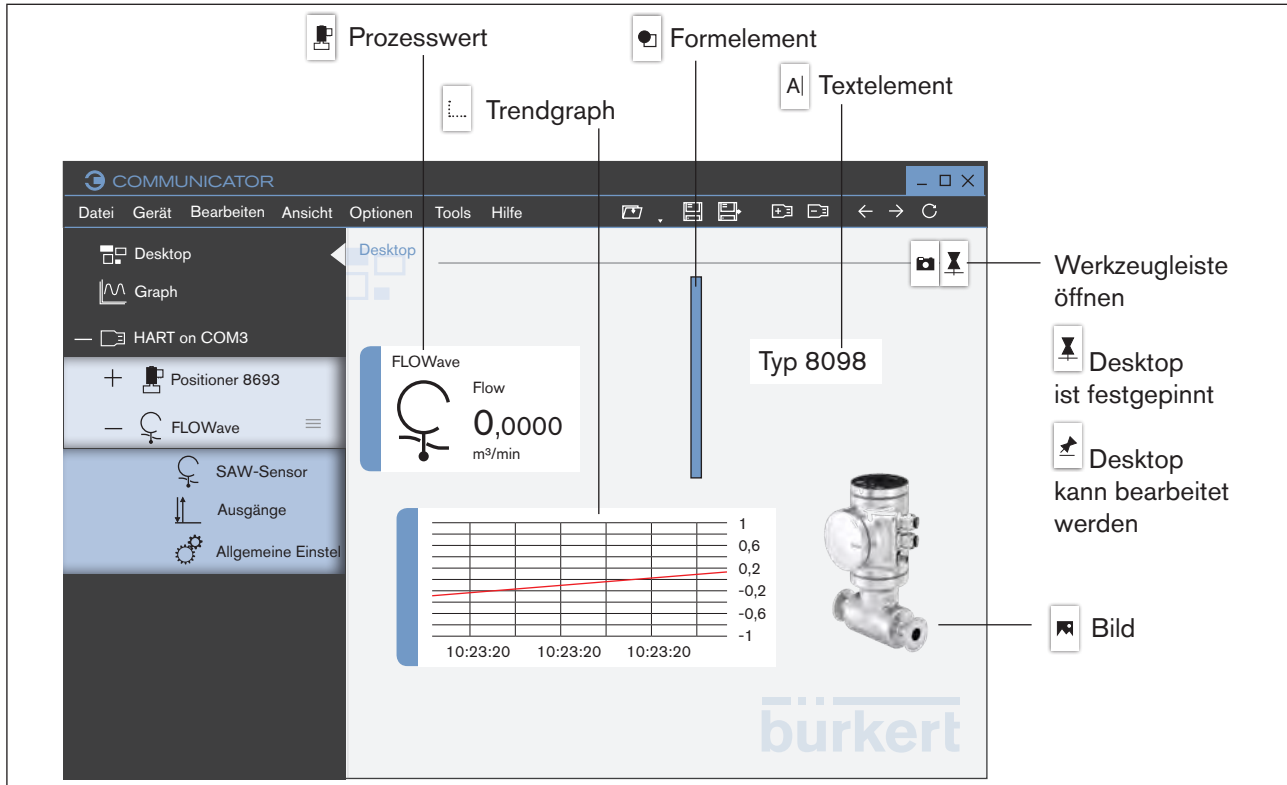 Prozesswert
Formelement
A| Textelement
Trendgraph
COMMUNICATOR
Datei Gerät Bearbeiten Ansicht Optionen Tools Hilfe
Desktop
Graph
HART on COM3
Positioner 8693
FLOWave
SAW-Sensor
Ausgänge
Allgemeine Einstel
Desktop
FLOWave
Flow
0,0000
m³/min
Typ 8098
1
0,6
0,2
-0,2
-0,6
-1
10:23:20 10:23:20 10:23:20
burkert
Werkzeugleiste
öffnen
Desktop
ist festgepinnt
Desktop
kann bearbeitet
werden
Bild